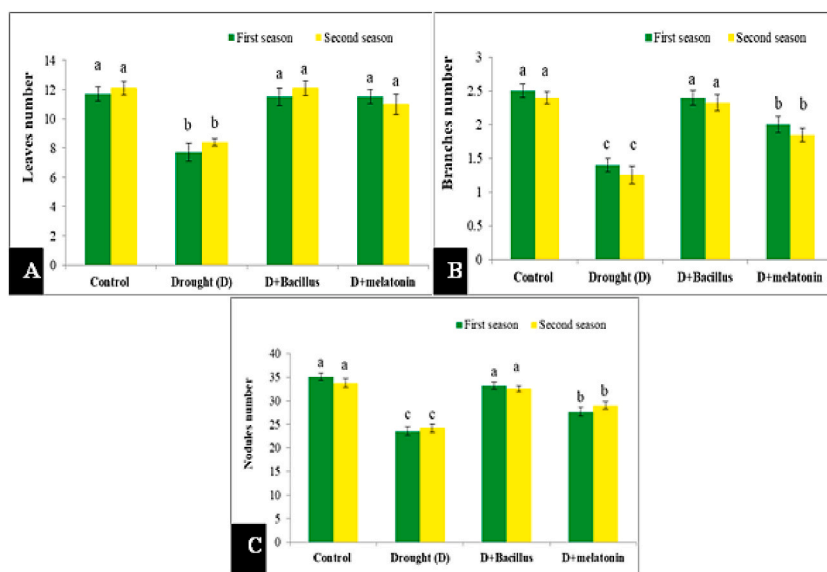 First season Second season
a a a a a a
b b
14
12
10
8
6
4
2
0
Leaves number
Control Drought (D) D+Bacillus D+melatonin
A
First season Second season
a a a a
b b
c c
3
2.5
2
1.5
1
0.5
0
Branches number
Control Drought (D) D+Bacillus D+melatonin
B
First season Second season
a a a a
b b
c c
40
35
30
25
20
15
10
5
0
Nodules number
Control Drought (D) D+Bacillus D+melatonin
C